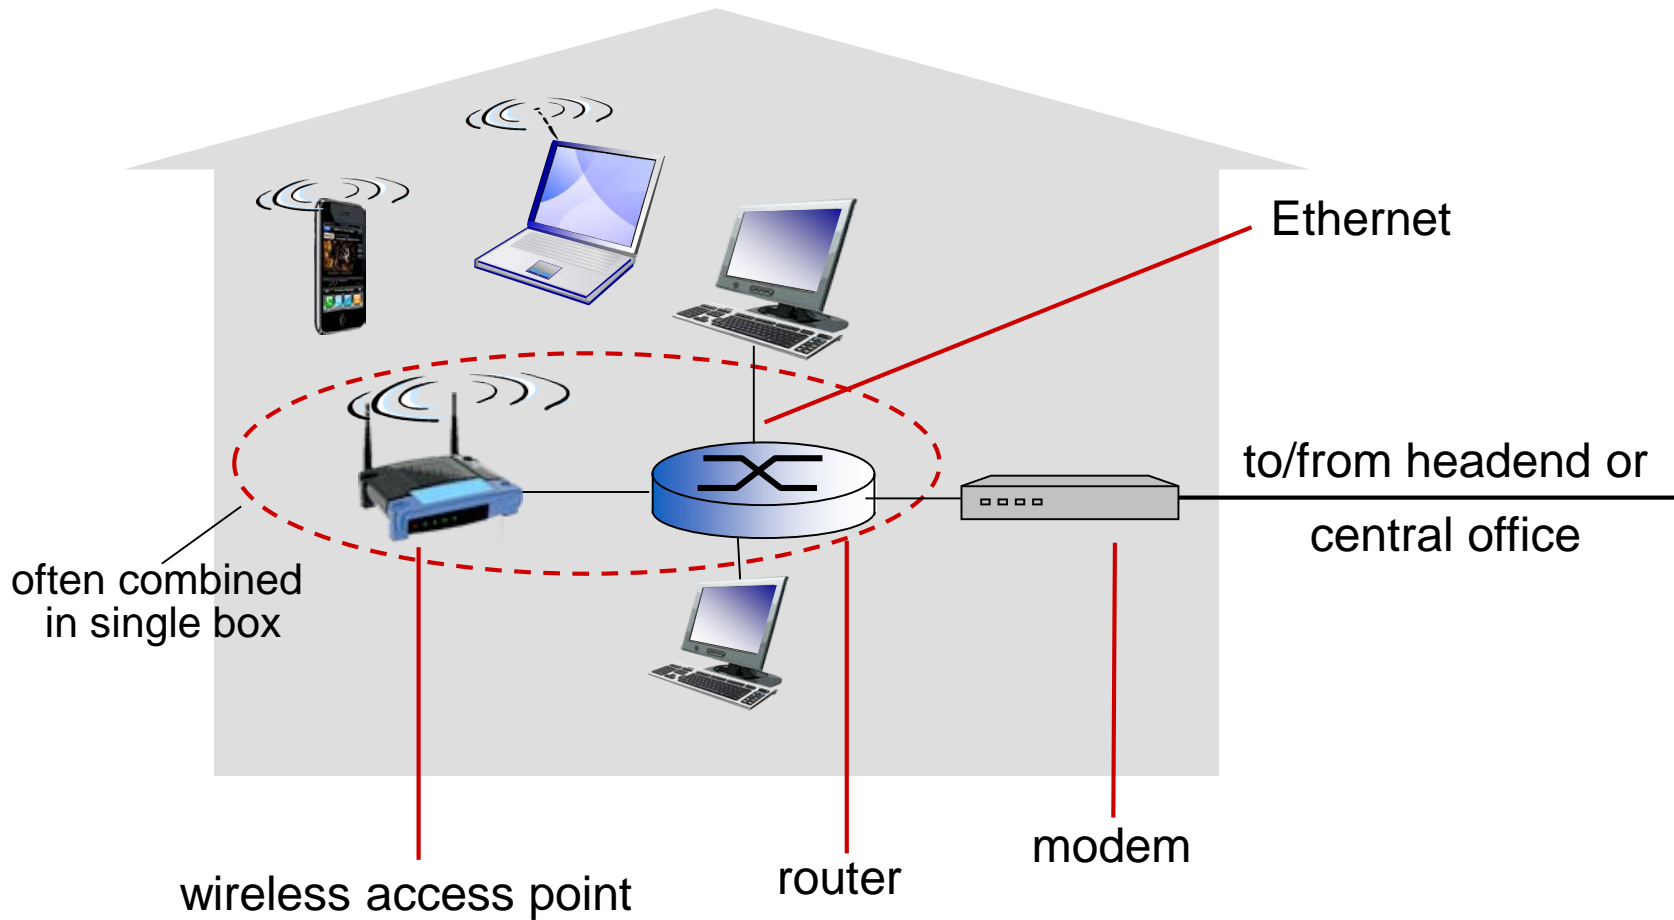 Ethernet
to/from headend or
central office
often combined
in single box
modem
router
wireless access point